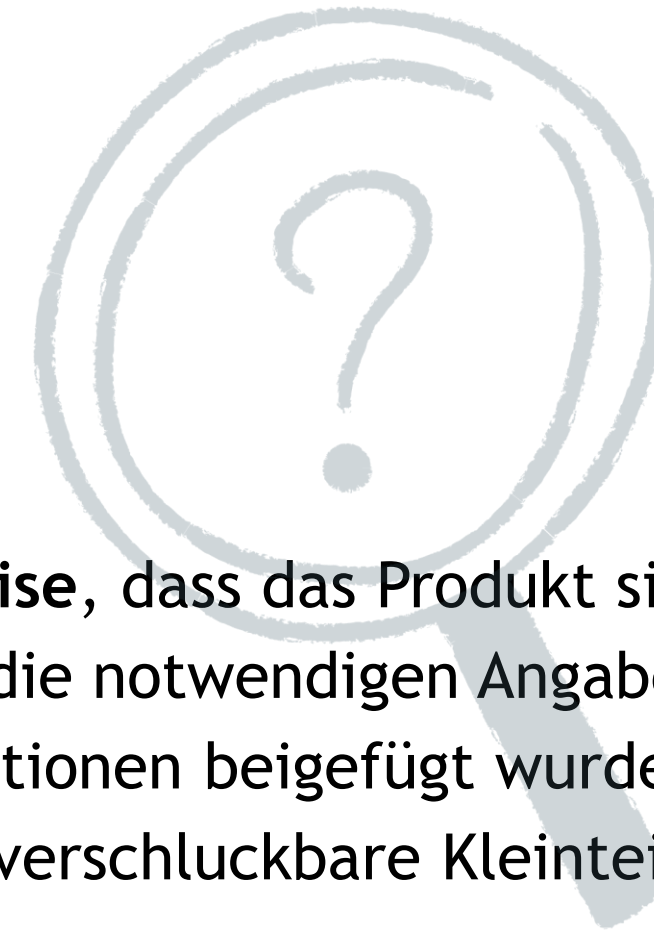 ?
ise, dass das Produkt si
die notwendigen Angab
tionen beigefügt wurde
verschluckbare Kleintei